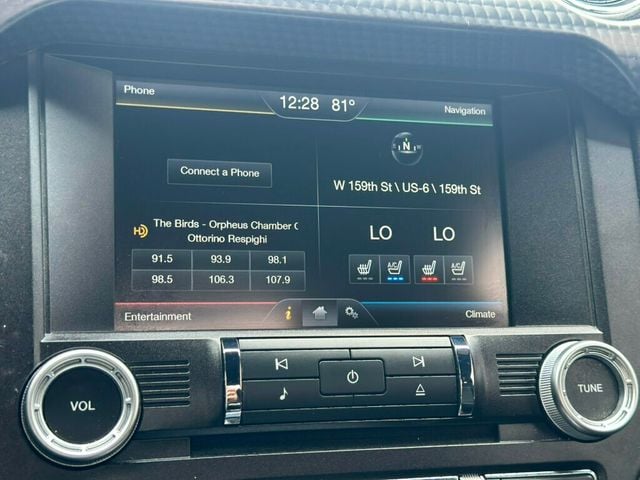 Phone
12:28 81°
Navigation
Connect a Phone
N
W 159th St \ US-6 \ 159th St
HD
The Birds - Orpheus Chamber C
Ottorino Respighi
91.5 93.9 98.1
98.5 106.3 107.9
LO LO
A/C A/C
Entertainment
i
Climate
VOL
TUNE